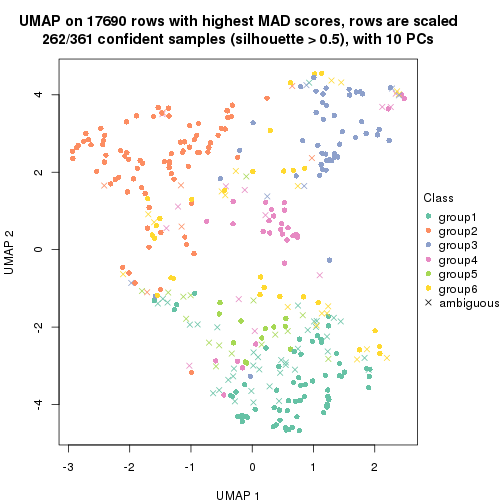 UMAP on 17690 rows with highest MAD scores, rows are scaled
262/361 confident samples (silhouette > 0.5), with 10 PCs
4
2
0
-2
-4
UMAP 2
-3
-2
-1
0
1
2
UMAP 1
Class
group1
group2
group3
group4
group5
group6
ambiguous